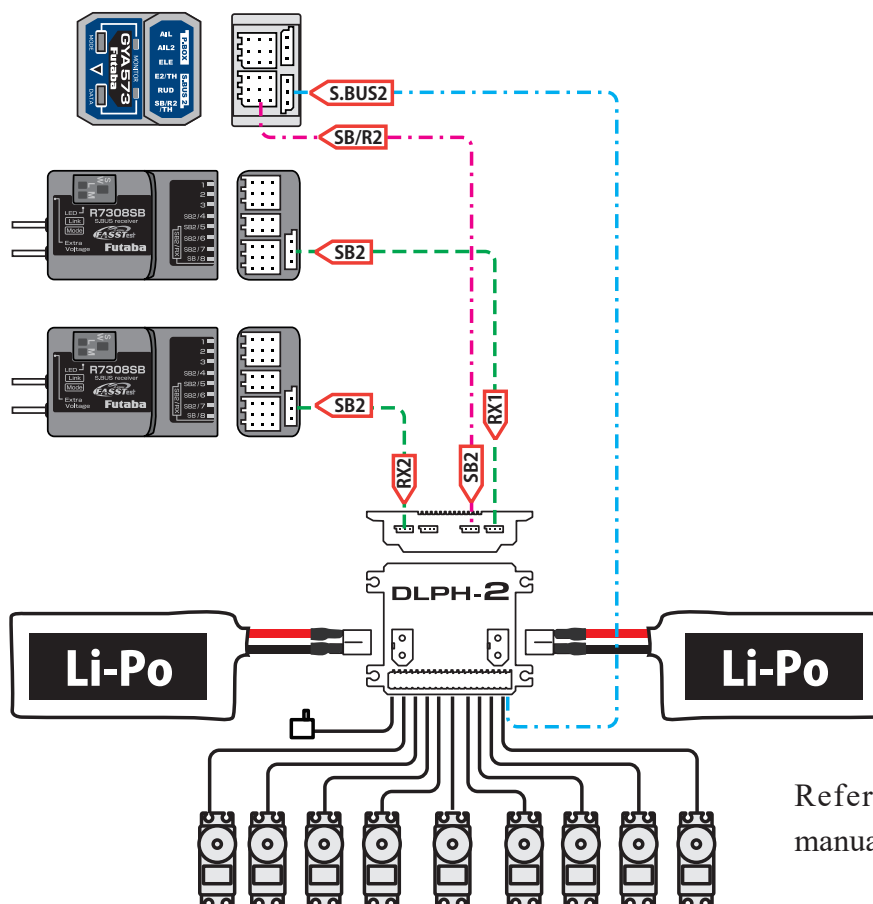 AIL
AIL2
ELE
E2/TH
RUD
SB/R2
/TH
P.BOX
S.BUS2
MODE
MONITOR
DATA
GYA573
Futaba
S.BUS2
SB/R2
S
W
L
M
LED
Link
Mode
Extra
Voltage
R7308SB
S.BUS receiver
FASSTest
Futaba
1
2
3
SB2/4
SB2/5
SB2/6
SB2/7
SB/8
SB2/RX
SB2
S
W
L
M
LED
Link
Mode
Extra
Voltage
R7308SB
S.BUS receiver
FASSTest
Futaba
1
2
3
SB2/4
SB2/5
SB2/6
SB2/7
SB/8
SB2/RX
SB2
RX2
SB2
RX1
DLPH-2
Li-Po
Li-Po
Refer
manua